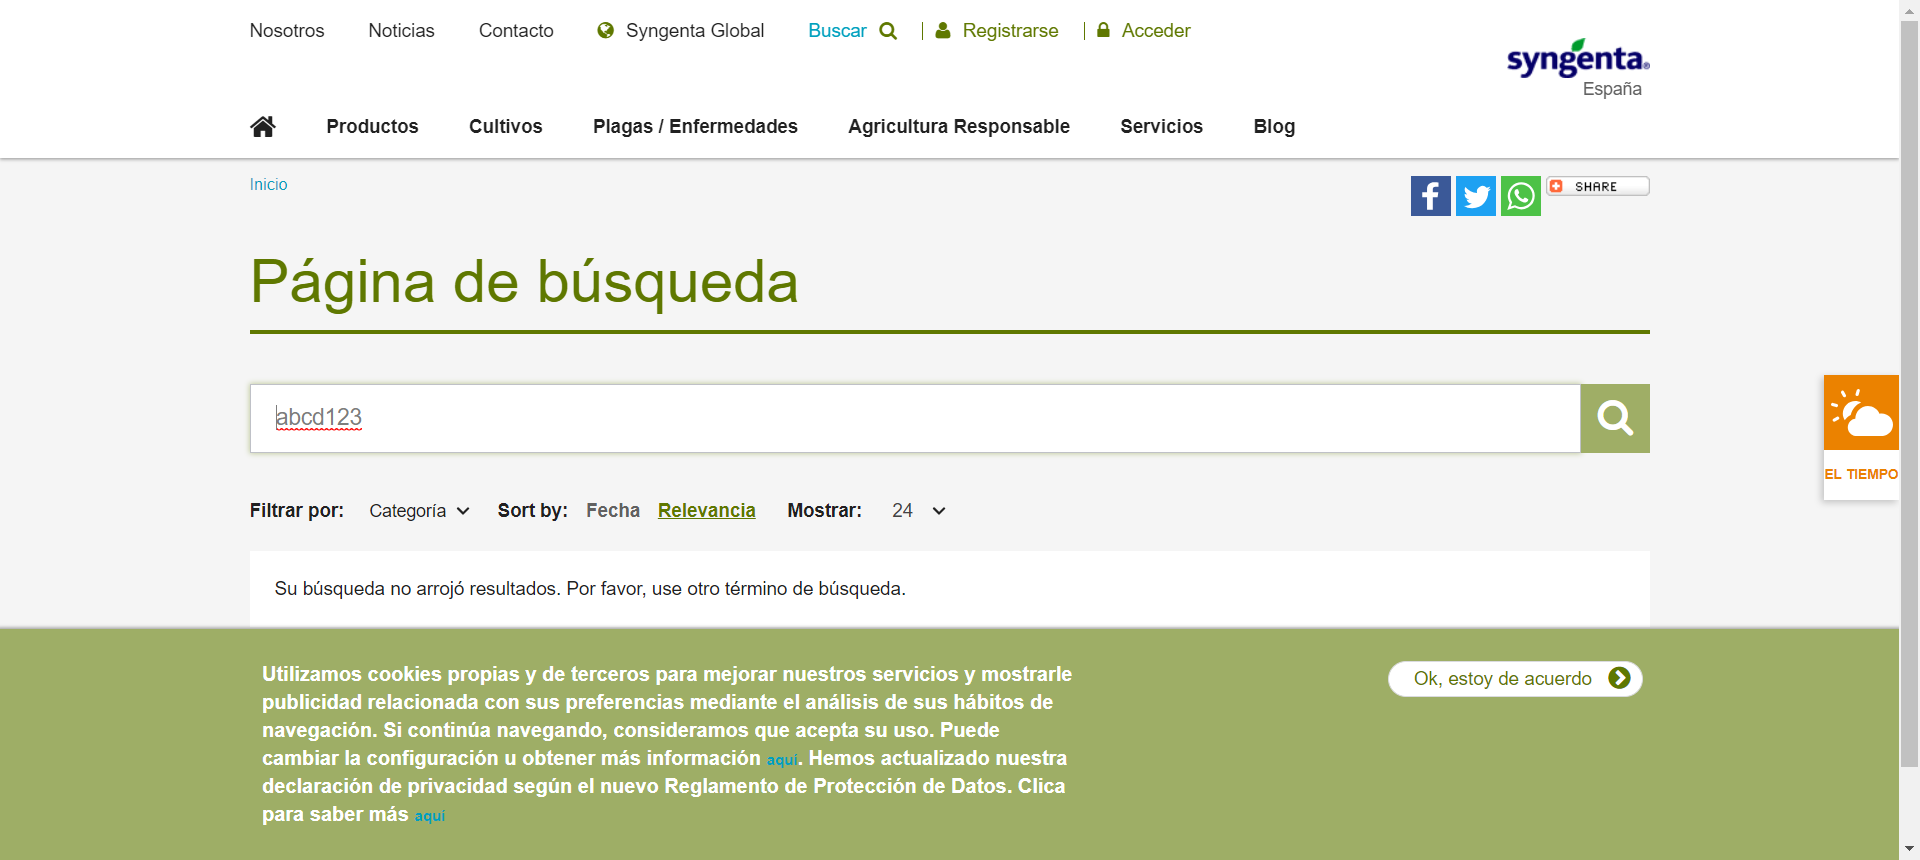 Nosotros Noticias Contacto Syngenta Global Buscar Registrarse Acceder
syngenta®
España
Productos Cultivos Plagas / Enfermedades Agricultura Responsable Servicios Blog
Inicio
SHARE
Página de búsqueda
abcd123
EL TIEMPO
Filtrar por: Categoría Sort by: Fecha Relevancia Mostrar: 24
Su búsqueda no arrojó resultados. Por favor, use otro término de búsqueda.
Utilizamos cookies propias y de terceros para mejorar nuestros servicios y mostrarle
publicidad relacionada con sus preferencias mediante el análisis de sus hábitos de
navegación. Si continúa navegando, consideramos que acepta su uso. Puede
cambiar la configuración u obtener más información aquí. Hemos actualizado nuestra
declaración de privacidad según el nuevo Reglamento de Protección de Datos. Clica
para saber más aquí
Ok, estoy de acuerdo